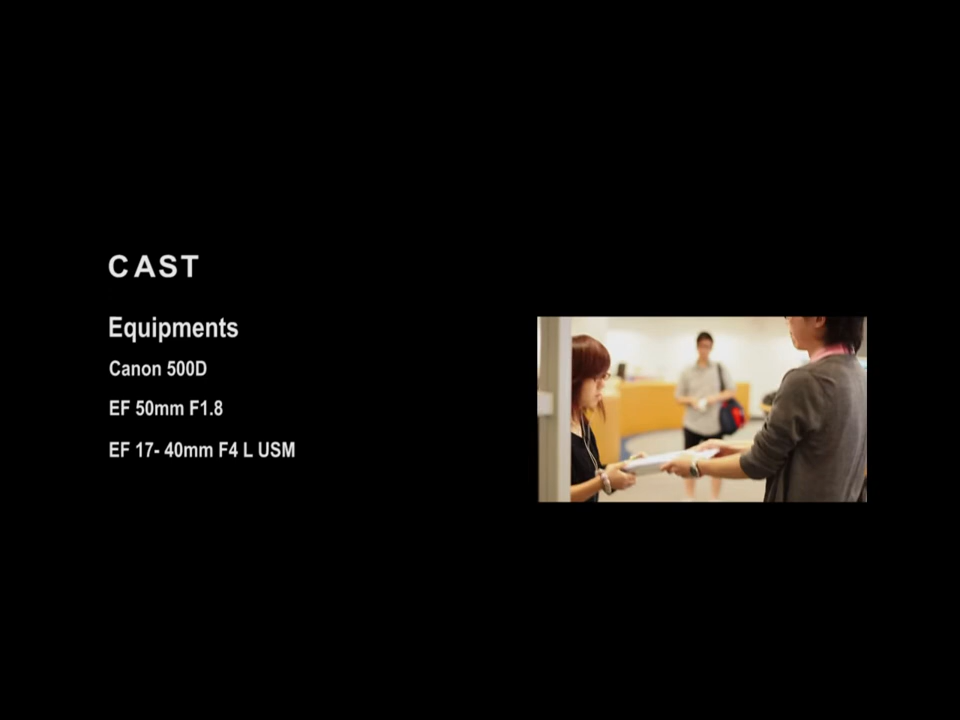 CAST
Equipments
Canon 500D
EF 50mm F1.8
EF 17- 40mm F4 L USM